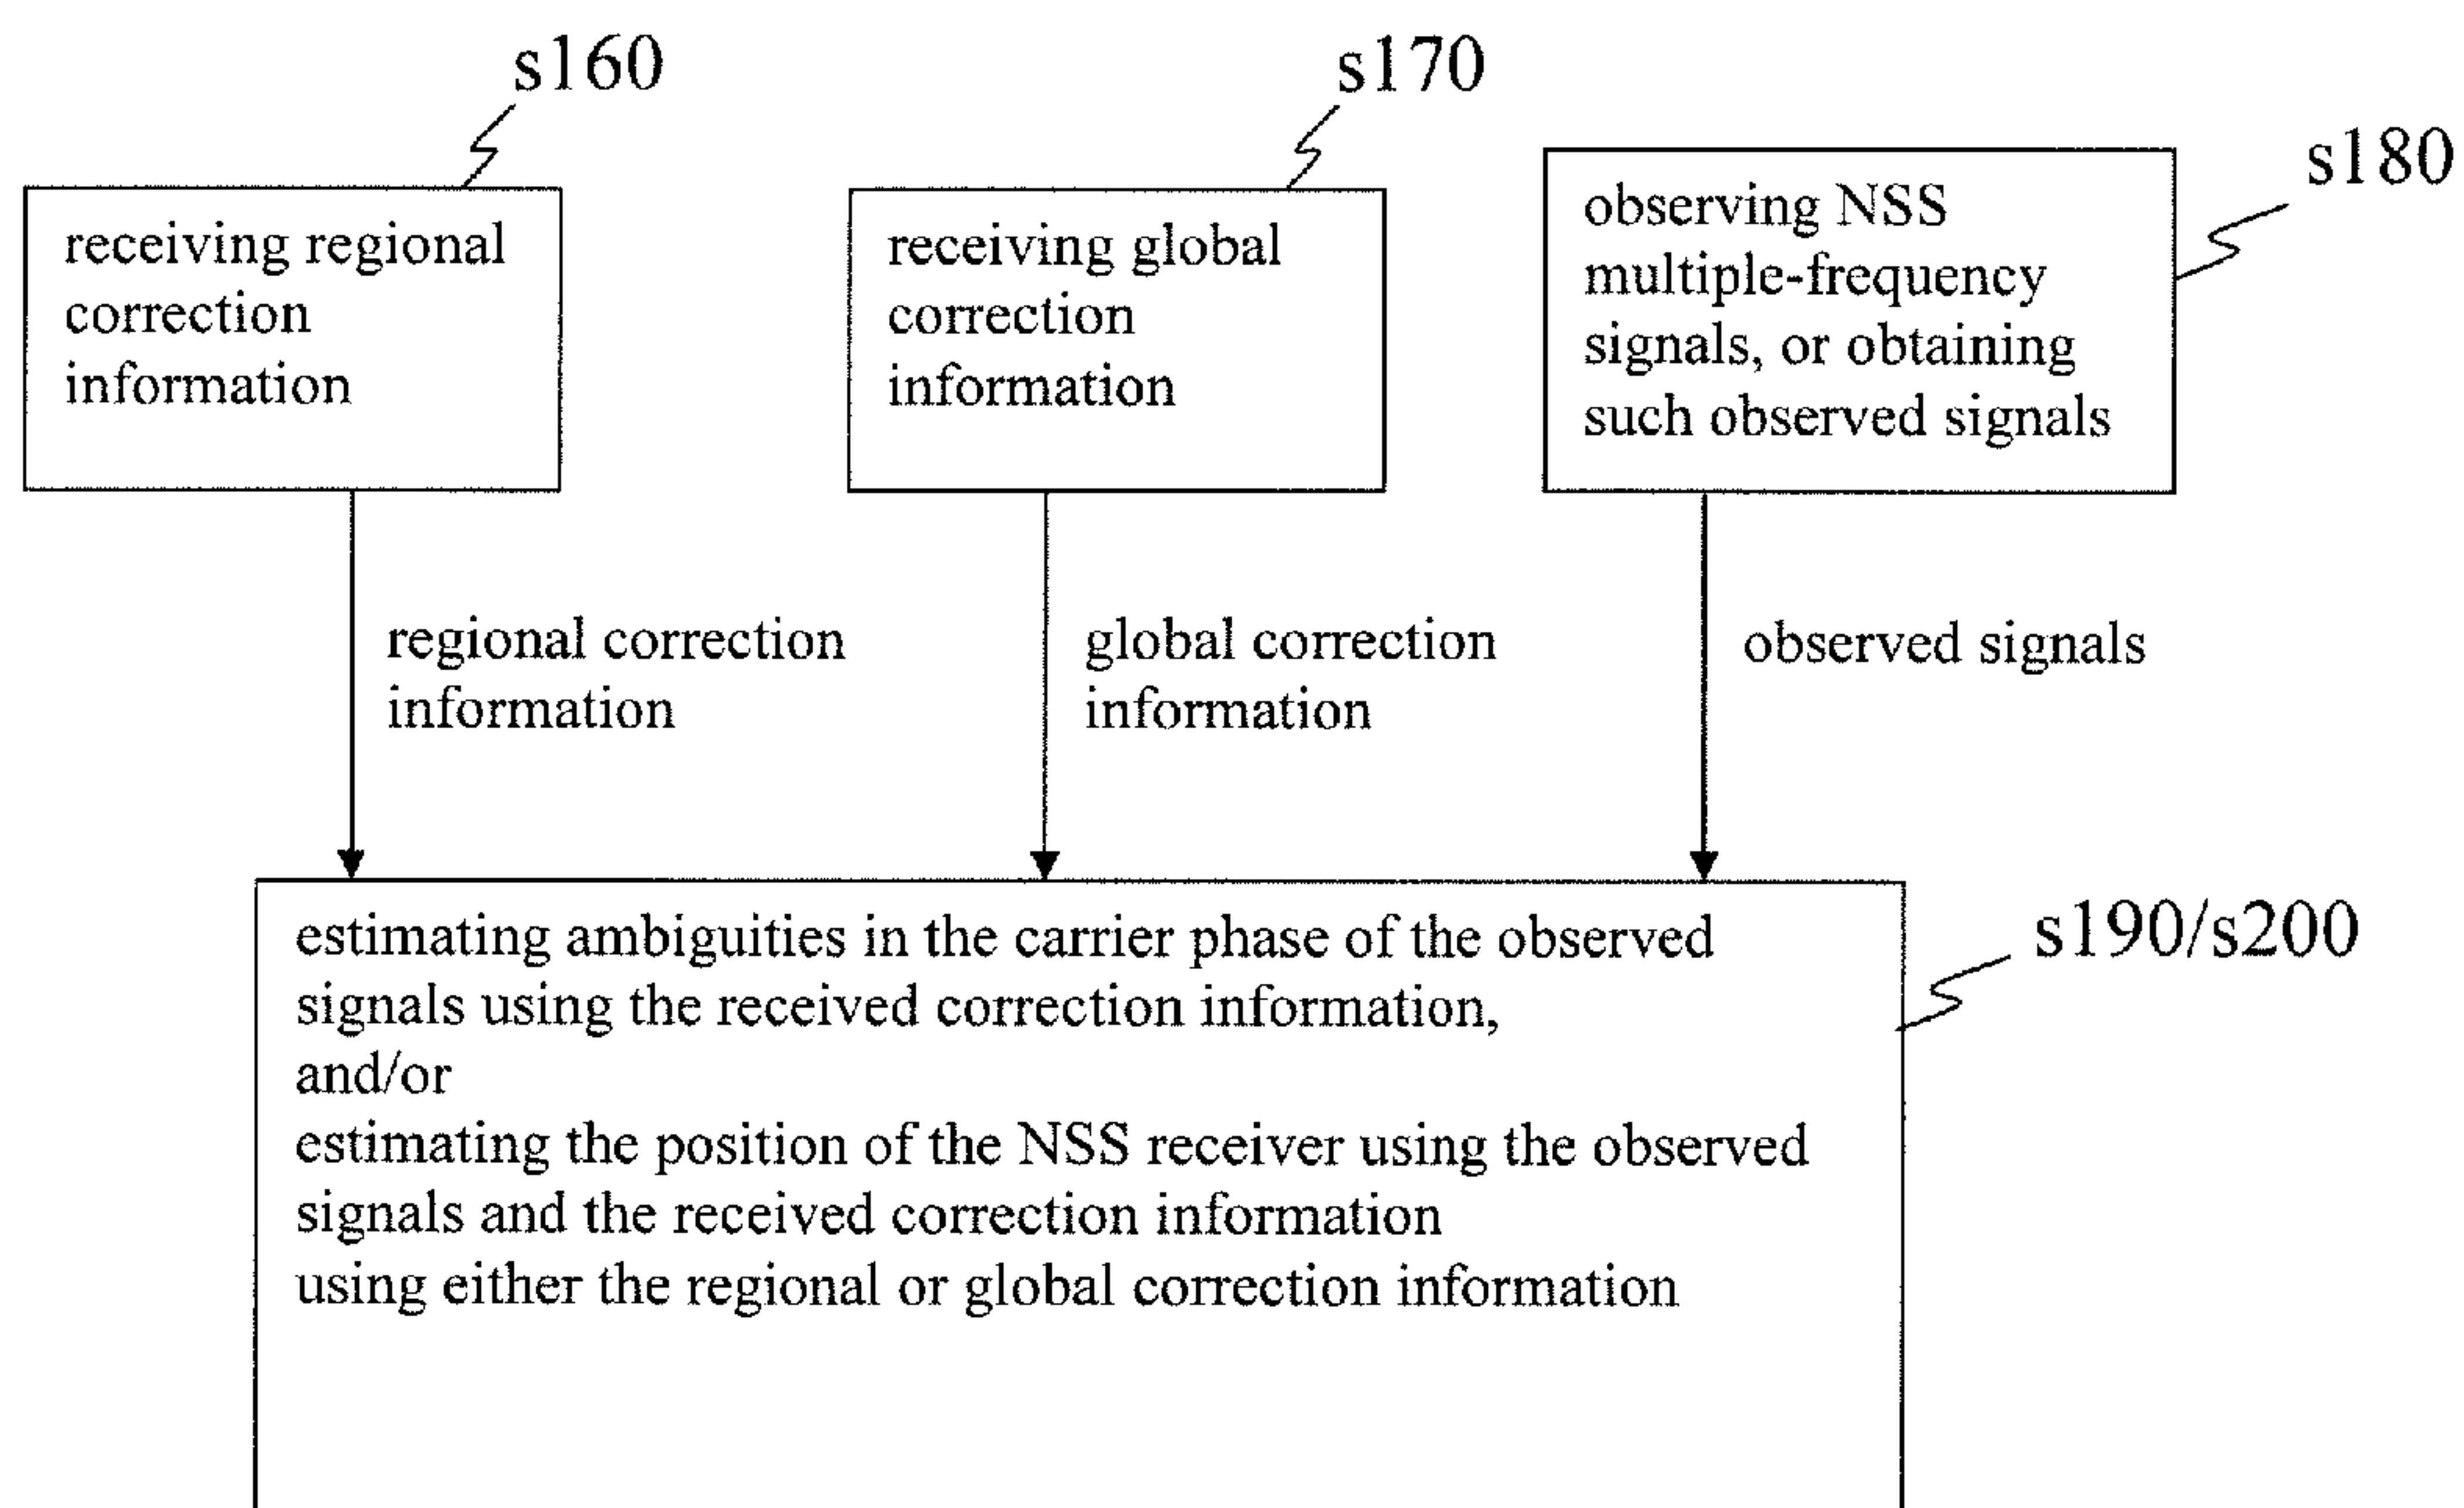 s160
receiving regional
correction
information
s170
receiving global
correction
information
s180
observing NSS
multiple-frequency
signals, or obtaining
such observed signals
regional correction
information
global correction
information
observed signals
s190/s200
estimating ambiguities in the carrier phase of the observed
signals using the received correction information,
and/or
estimating the position of the NSS receiver using the observed
signals and the received correction information
using either the regional or global correction information